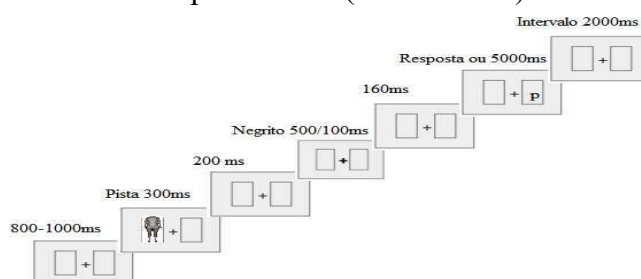 Intervalo 2000ms
Resposta ou 5000ms
160ms
Negrito 500/100ms
200 ms
Pista 300ms
800-1000ms
+
+
+
+
+
+ p
+